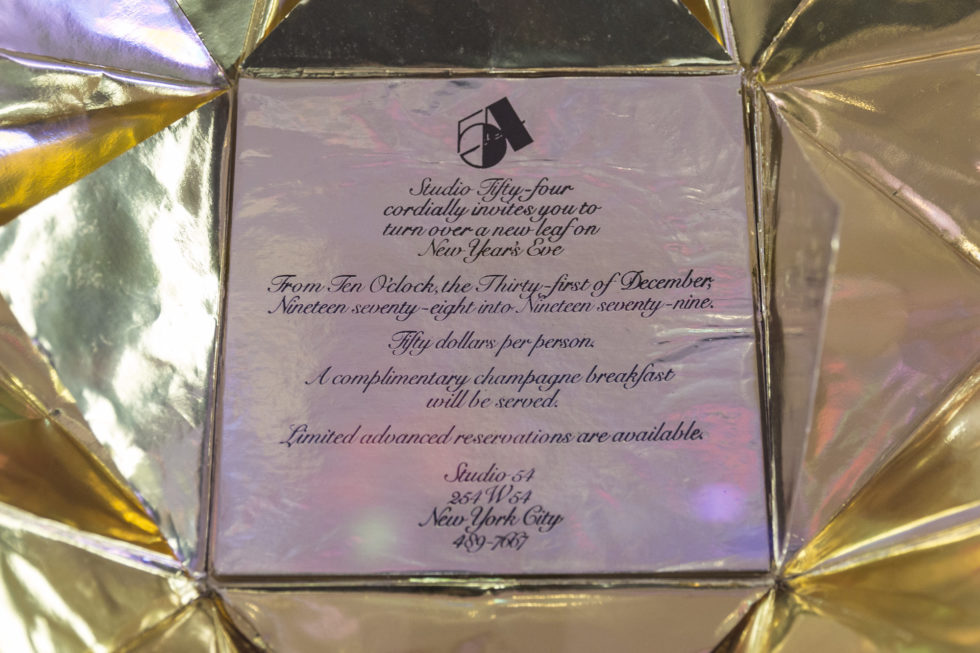 54
Studio Fifty-four
cordially invites you to
turn over a new leaf on
New Year's Eve
From Ten O'clock, the Thirty-first of December,
Nineteen seventy-eight into Nineteen seventy-nine.
Fifty dollars per person.
A complimentary champagne breakfast
will be served.
Limited advanced reservations are available.
Studio 54
254 W 54
New York City
489-7667